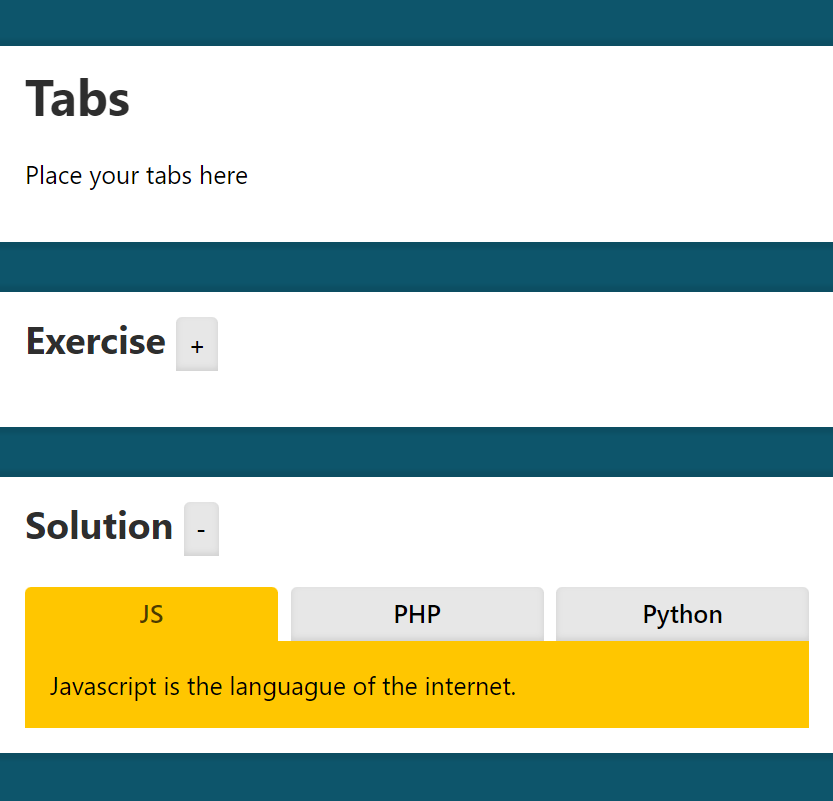 Tabs
Place your tabs here
Exercise +
Solution -
JS PHP Python
Javascript is the languague of the internet.